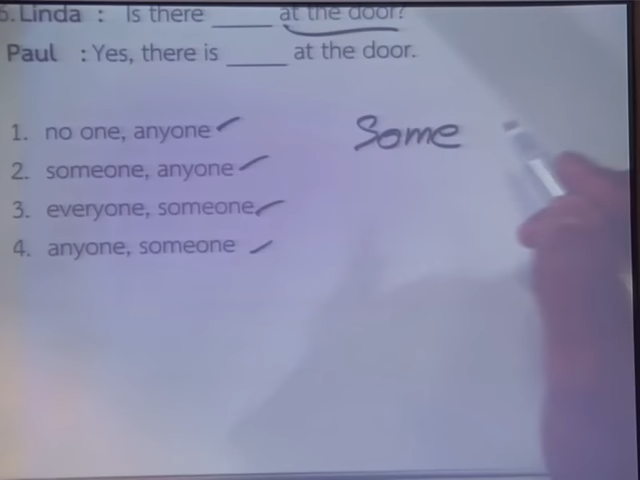 5. Linda : Is there _____ at the door?
Paul : Yes, there is _____ at the door.
1. no one, anyone
Some
2. someone, anyone
3. everyone, someone
4. anyone, someone